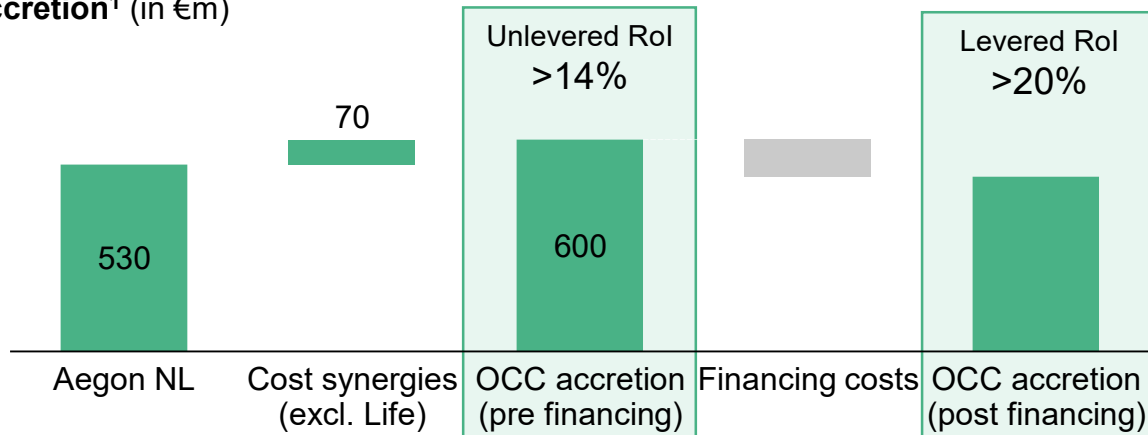 ccretion¹ (in €m)
Unlevered RoI
>14%
Levered RoI
>20%
70
530
600
Aegon NL
Cost synergies
(excl. Life)
OCC accretion
(pre financing)
Financing costs
OCC accretion
(post financing)